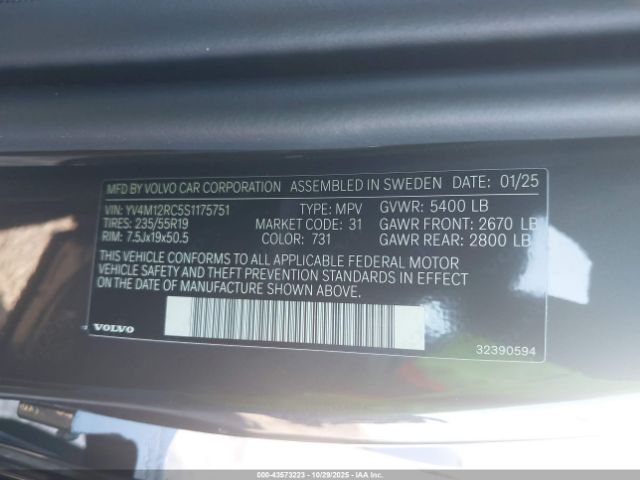 MFD BY VOLVO CAR CORPORATION ASSEMBLED IN SWEDEN DATE: 01/25
VIN: YV4M12RC5S1175751 TYPE: MPV GVWR: 5400 LB
TIRES: 235/55R19 MARKET CODE: 31 GAWR FRONT: 2670 LB
RIM: 7.5Jx19x50.5 COLOR: 731 GAWR REAR: 2800 LB
THIS VEHICLE CONFORMS TO ALL APPLICABLE FEDERAL MOTOR
VEHICLE SAFETY AND THEFT PREVENTION STANDARDS IN EFFECT
ON THE DATE OF MANUFACTURE SHOWN ABOVE.
VOLVO
32390594
000-43573223 | 10/29/2025 | IAAI.CA